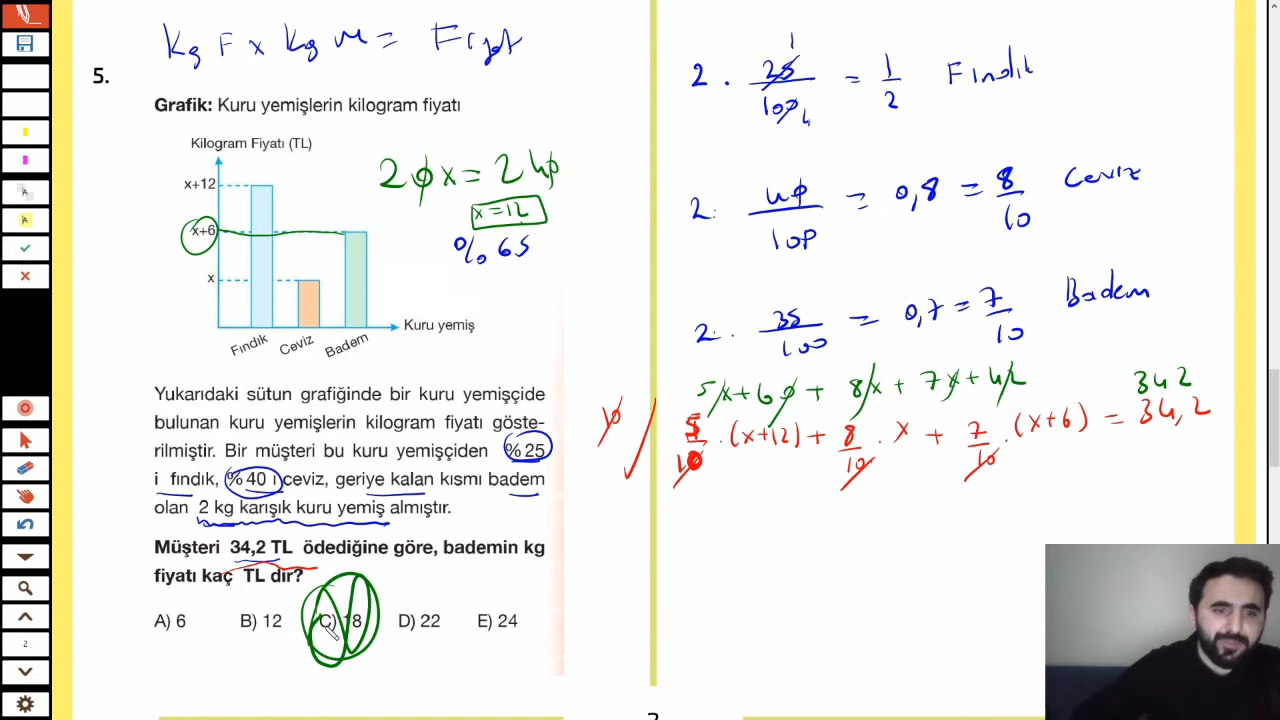 Kg F x Kg M = Fiyat
5.
Grafik: Kuru yemişlerin kilogram fiyatı
Kilogram Fiyatı (TL)
x+12
x+6
x
Kuru yemiş
Fındık
Ceviz
Badem
20x = 240
x=12
% 65
Yukarıdaki sütun grafiğinde bir kuru yemişçide
bulunan kuru yemişlerin kilogram fiyatı göste-
rilmiştir. Bir müşteri bu kuru yemişçiden %25
i fındık, %40 ı ceviz, geriye kalan kısmı badem
olan 2 kg karışık kuru yemiş almıştır.
Müşteri 34,2 TL ödediğine göre, bademin kg
fiyatı kaç TL dir?
A) 6 B) 12 C) 18 D) 22 E) 24
2 . 25/100 = 1/2 Fındık
1
4
2. 40/100 = 0,8 = 8/10 Ceviz
2. 35/100 = 0,7 = 7/10 Badem
5x+60 + 8x + 7x+42 342
10 5/10 . (x+12) + 8/10 . x + 7/10 . (x+6) = 34,2
2
A
A